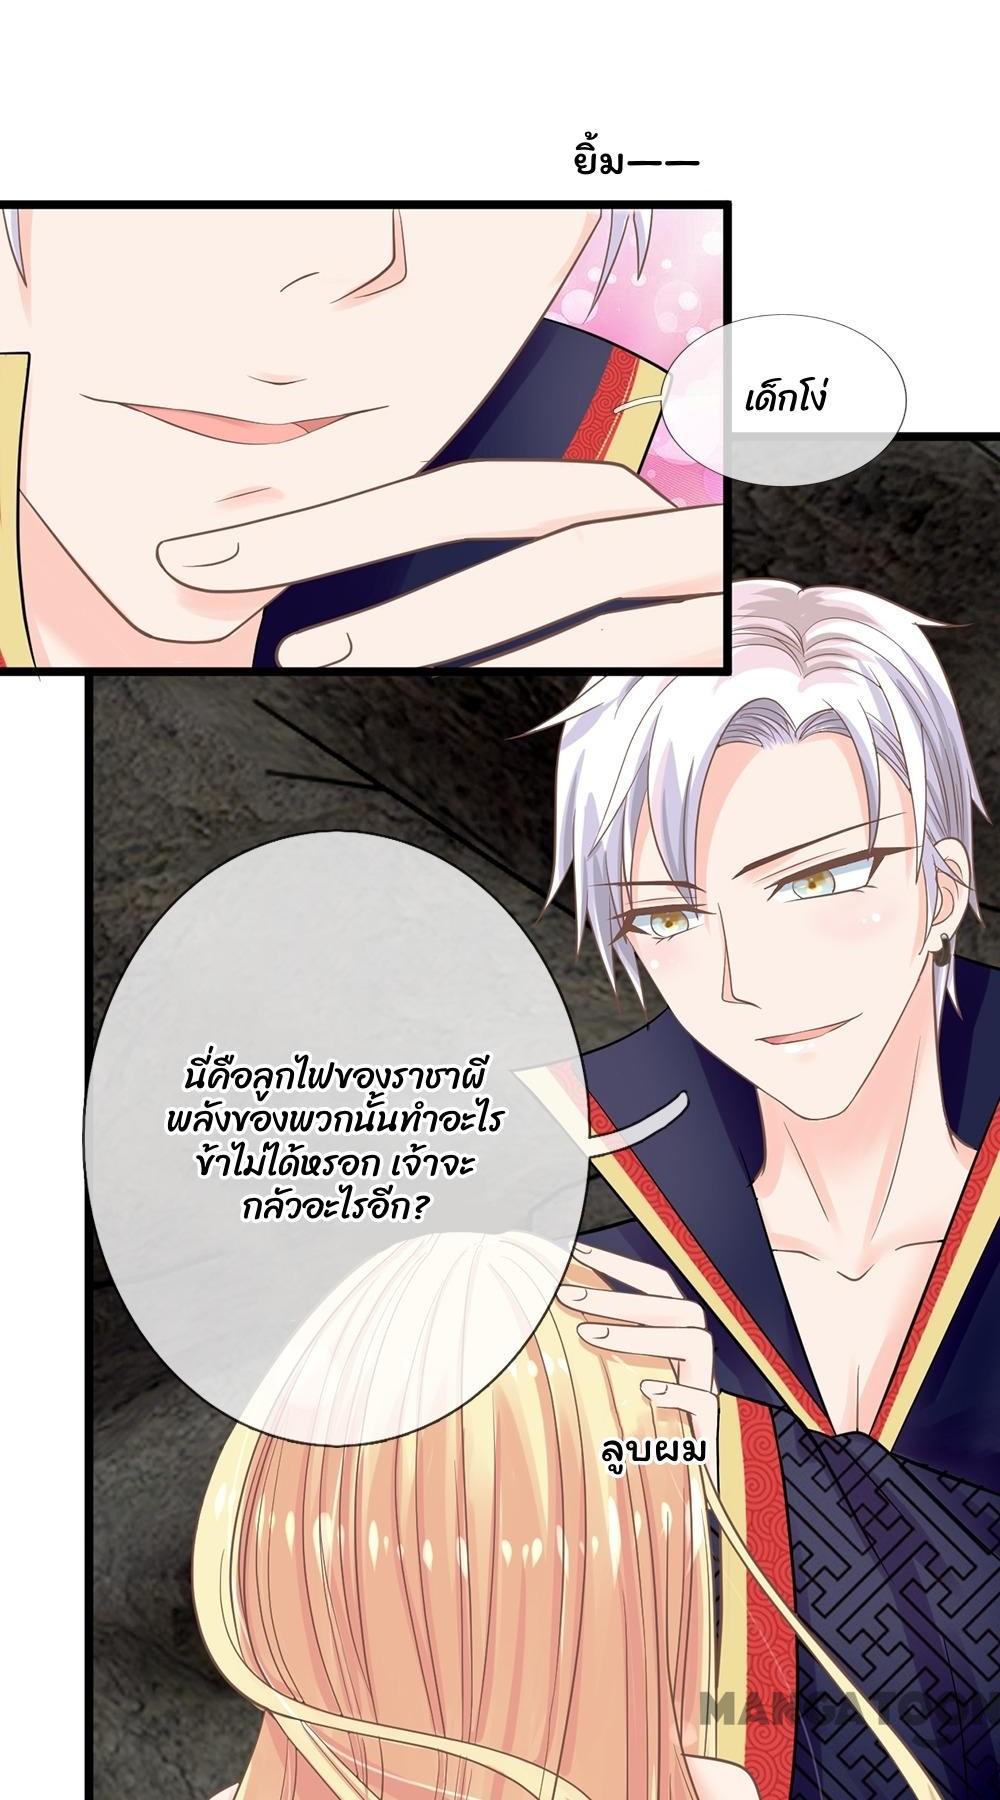 ยิ้ม——
เด็กโง่
นี่คือลูกไฟของราชาผี
พลังของพวกนั้นทำอะไร
ข้าไม่ได้หรอก เจ้าจะ
กลัวอะไรอีก?
ลูบผม
MANGATOON